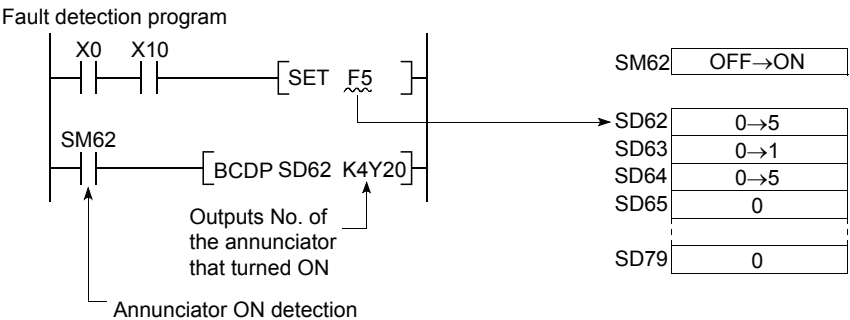 Fault detection program
X0 X10
SET F5
SM62
BCDP SD62 K4Y20
Outputs No. of
the annunciator
that turned ON
Annunciator ON detection
SM62 OFF→ON
SD62 0→5
SD63 0→1
SD64 0→5
SD65 0
SD79 0